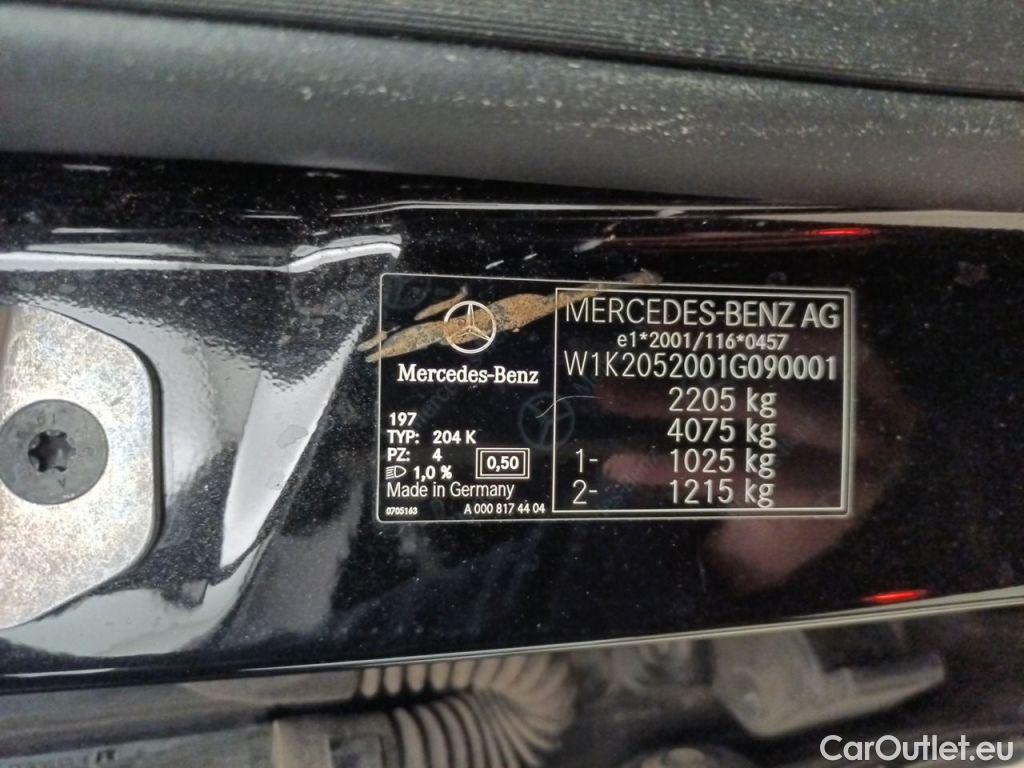 Mercedes-Benz
197
TYP: 204 K
PZ: 4
1,0 %
0,50
Made in Germany
0705163
A 000 817 44 04
MERCEDES-BENZ AG
e1*2001/116*0457
W1K2052001G090001
2205 kg
4075 kg
1- 1025 kg
2- 1215 kg
CarOutlet.eu